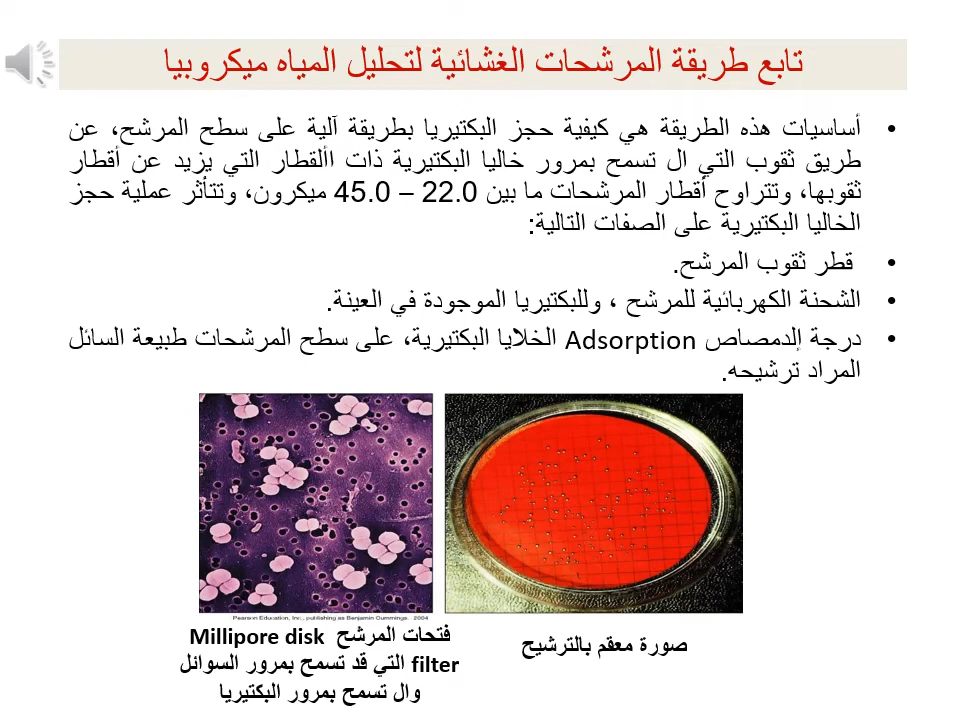 تابع طريقة المرشحات الغشائية لتحليل المياه ميكروبيا
• أساسيات هذه الطريقة هي كيفية حجز البكتيريا بطريقة آلية على سطح المرشح، عن
طريق ثقوب التي ال تسمح بمرور خاليا البكتيرية ذات األقطار التي يزيد عن أقطار
ثقوبها، وتتراوح أقطار المرشحات ما بين 22.0 – 45.0 ميكرون، وتتأثر عملية حجز
الخاليا البكتيرية على الصفات التالية:
• قطر ثقوب المرشح.
• الشحنة الكهربائية للمرشح ، وللبكتيريا الموجودة في العينة.
• درجة إلدمصاص Adsorption الخلايا البكتيرية، على سطح المرشحات طبيعة السائل
المراد ترشيحه.
Pearson Education, Inc., publishing as Benjamin Cummings. 2004
فتحات المرشح Millipore disk
filter التي قد تسمح بمرور السوائل
وال تسمح بمرور البكتيريا
صورة معقم بالترشيح